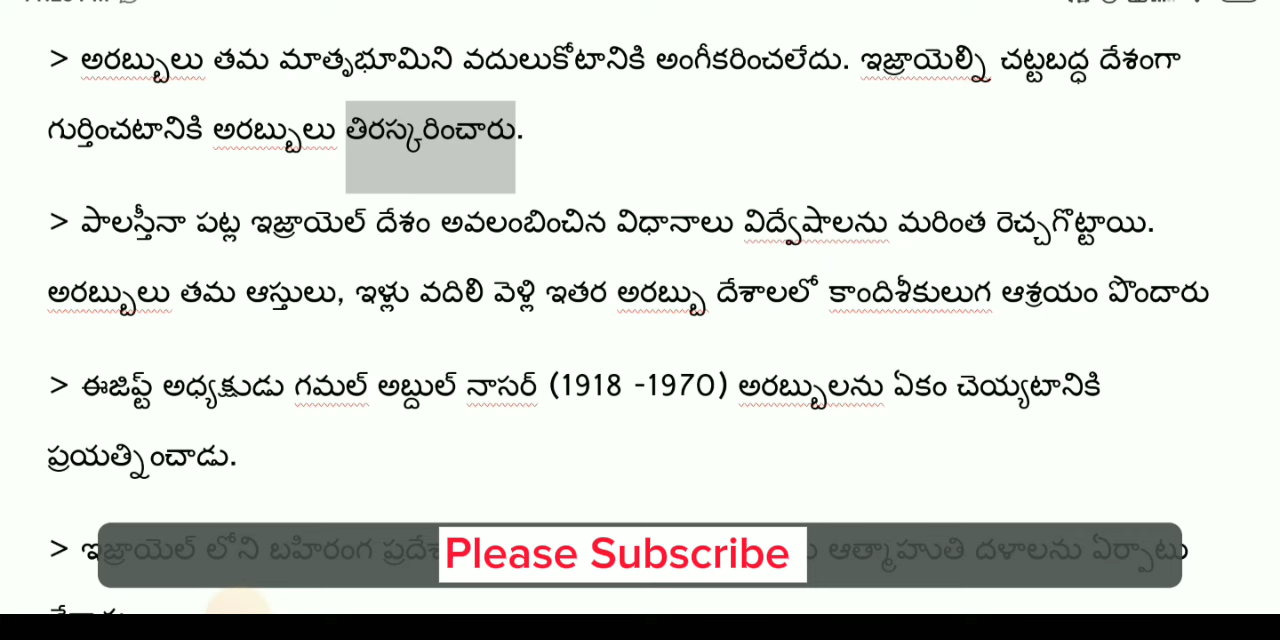 > అరబ్బులు తమ మాతృభూమిని వదులుకోటానికి అంగీకరించలేదు. ఇజ్రాయెల్ని చట్టబద్ధ దేశంగా
గుర్తించటానికి అరబ్బులు తిరస్కరించారు.
> పాలస్తీనా పట్ల ఇజ్రాయెల్ దేశం అవలంబించిన విధానాలు విద్వేషాలను మరింత రెచ్చగొట్టాయి.
అరబ్బులు తమ ఆస్తులు, ఇళ్లు వదిలి వెళ్లి ఇతర అరబ్బు దేశాలలో కాందిశీకులుగ ఆశ్రయం పొందారు
> ఈజిప్ట్ అధ్యక్షుడు గమల్ అబ్దుల్ నాసర్ (1918 -1970) అరబ్బులను ఏకం చెయ్యటానికి
ప్రయత్నించాడు.
> ఇజ్రాయెల్ లోని బహిరంగ ఆత్మాహుతి దళాలను ఏర్పాటు
Please Subscribe